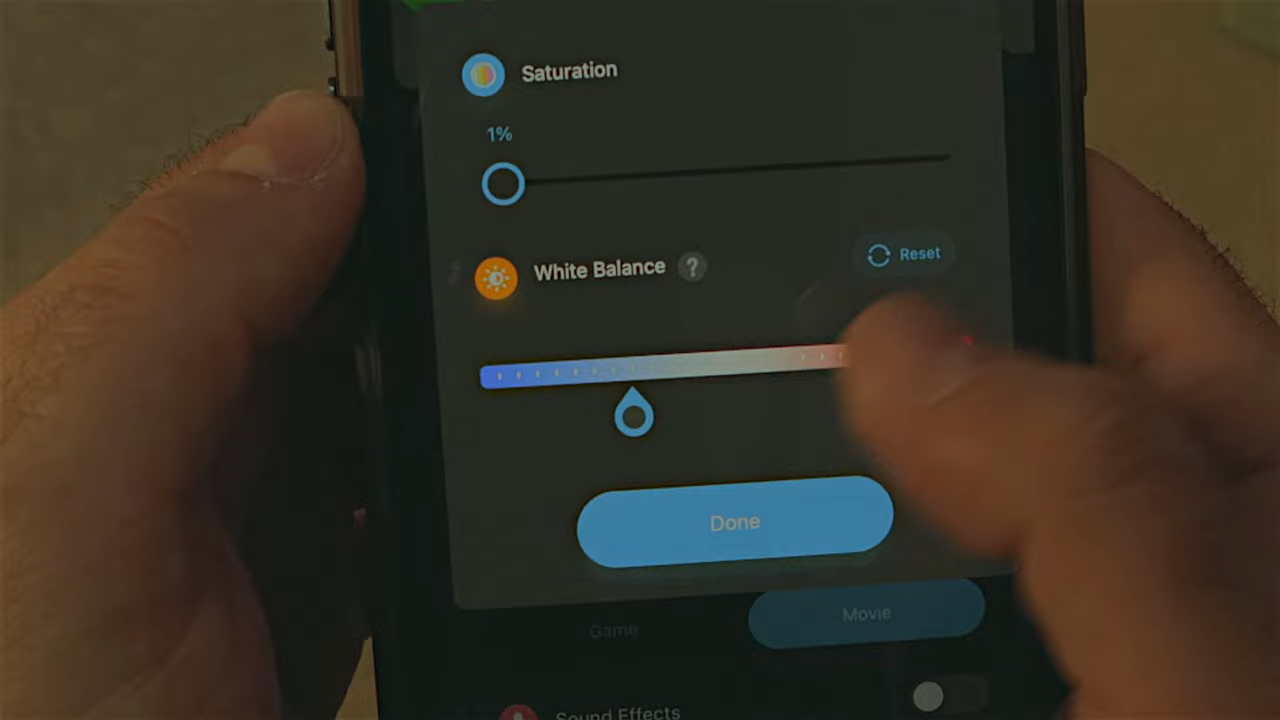 Saturation
1%
White Balance ?
Reset
Done
Game
Movie
Sound Effects